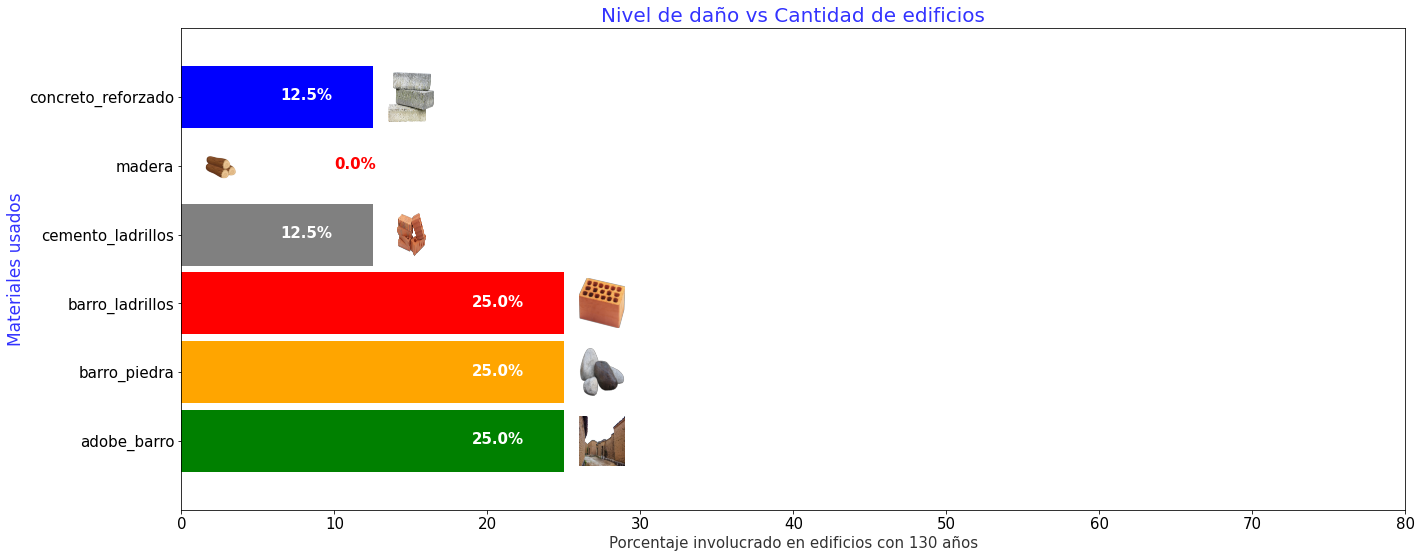 Nivel de daño vs Cantidad de edificios
Materiales usados
concreto_reforzado
12.5%
madera
0.0%
cemento_ladrillos
12.5%
barro_ladrillos
25.0%
barro_piedra
25.0%
adobe_barro
25.0%
0 10 20 30 40 50 60 70 80
Porcentaje involucrado en edificios con 130 años